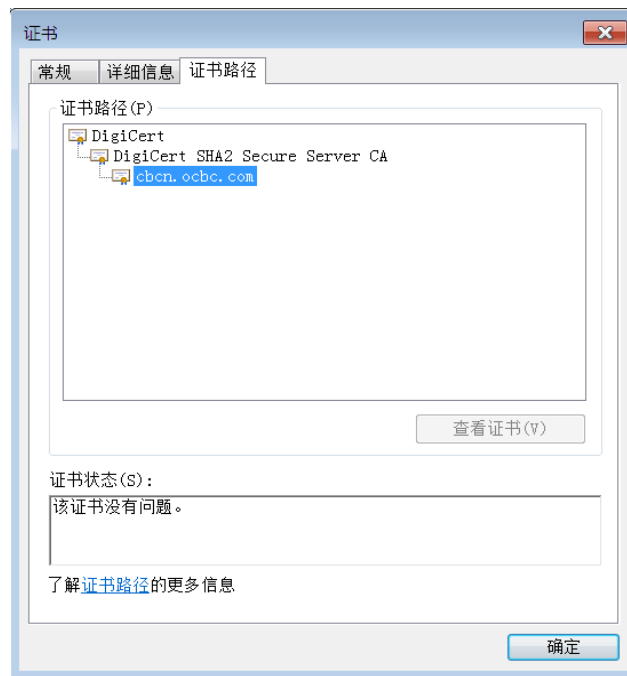 证书
常规
详细信息
证书路径
证书路径(P)
DigiCert
DigiCert SHA2 Secure Server CA
cbcn.ocbc.com
查看证书(V)
证书状态(S):
该证书没有问题。
了解证书路径的更多信息
确定